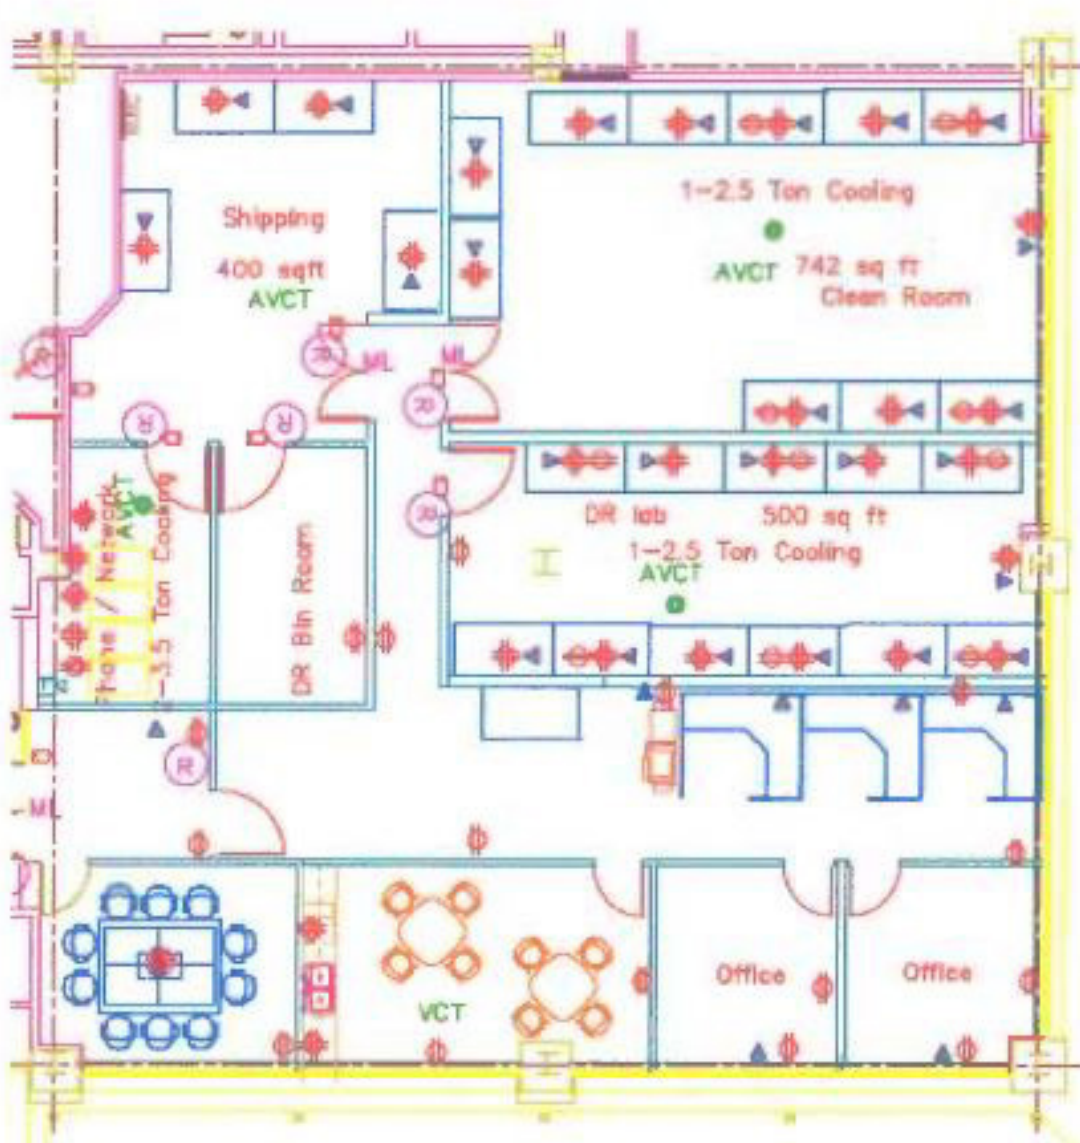 1-2.5 Ton Cooling
Shipping
400 sqft
AVCT
AVCT
742 sq ft
Clean Room
ML
ML
R
R
R
R
R
R
DR lab
500 sq ft
1-2.5 Ton Cooling
AVCT
Phone / Network
AVCT
Ton Cooling
DR Bin Room
R
ML
Office
Office
VCT